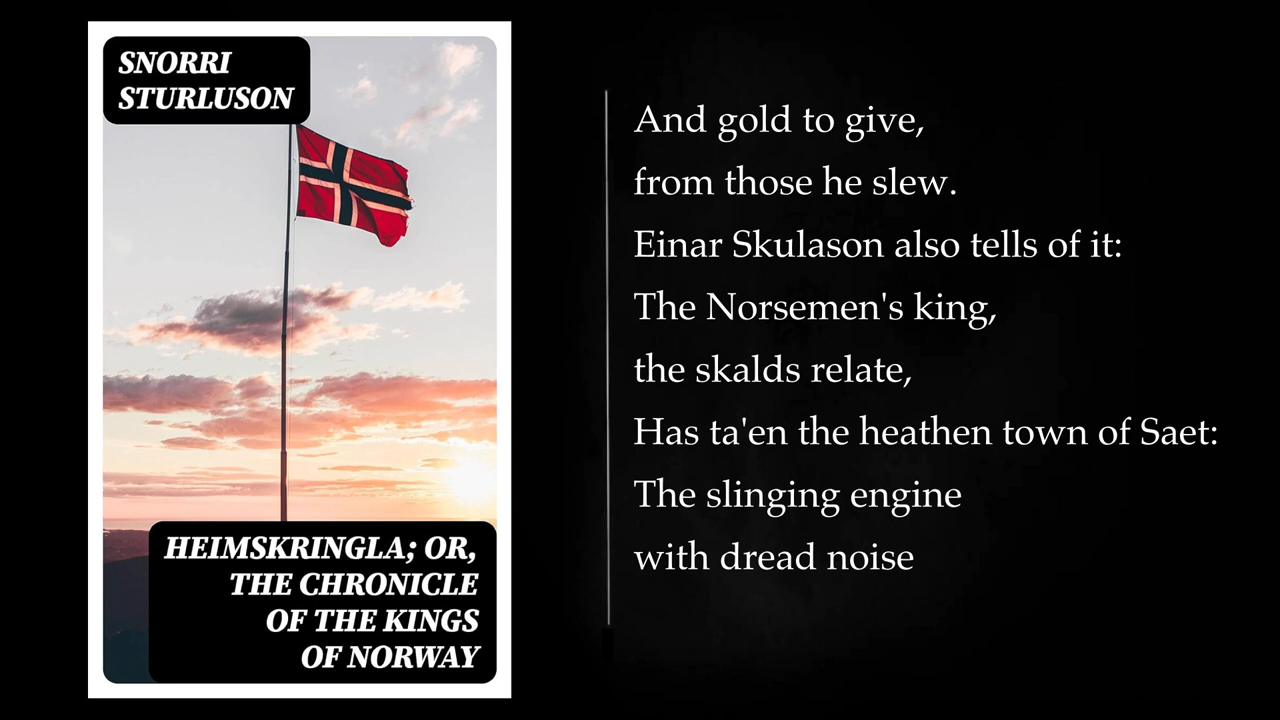 SNORRI
STURLUSON
HEIMSKRINGLA; OR,
THE CHRONICLE
OF THE KINGS
OF NORWAY
And gold to give,
from those he slew.
Einar Skulason also tells of it:
The Norsemen's king,
the skalds relate,
Has ta'en the heathen town of Saet:
The slinging engine
with dread noise